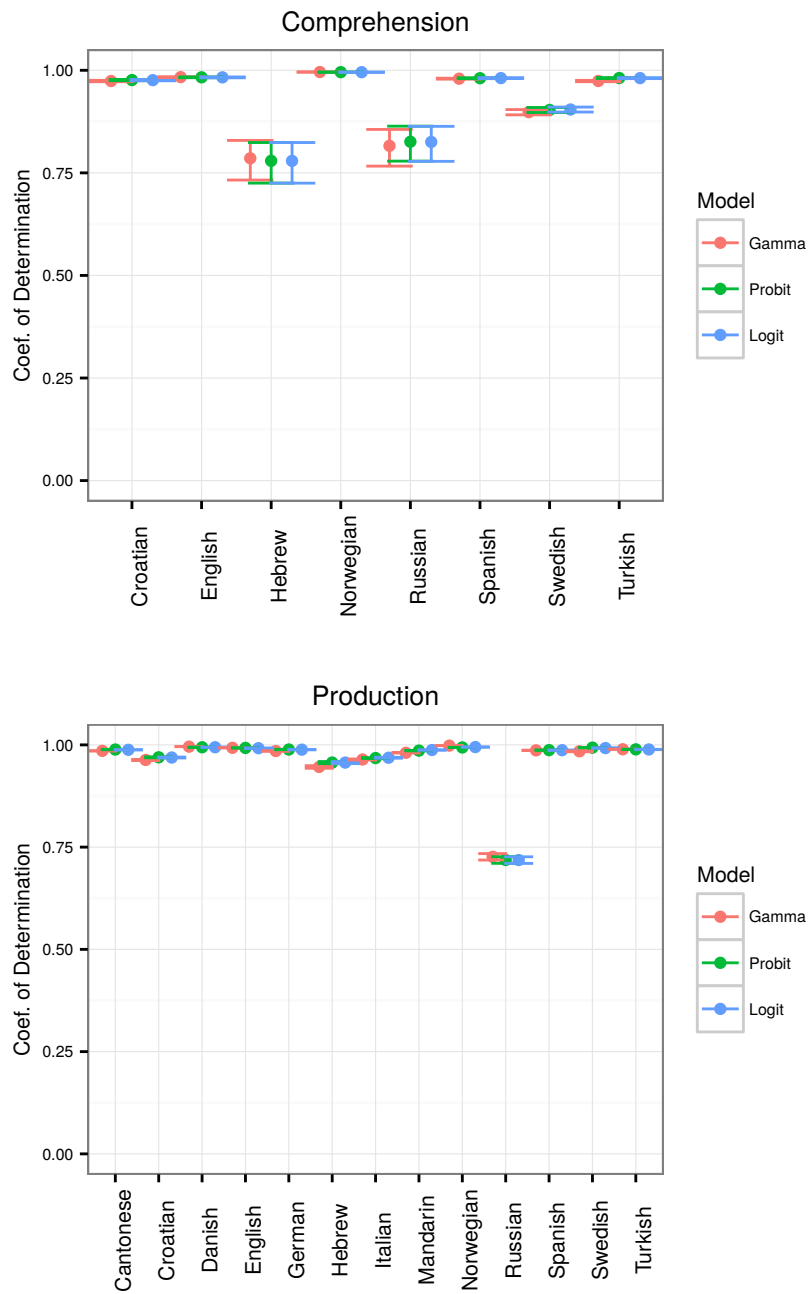 Comprehension
1.00
0.75
0.50
0.25
0.00
Coef. of Determination
Croatian
English
Hebrew
Norwegian
Russian
Spanish
Swedish
Turkish
Model
Gamma
Probit
Logit
Production
1.00
0.75
0.50
0.25
0.00
Coef. of Determination
Cantonese
Croatian
Danish
English
German
Hebrew
Italian
Mandarin
Norwegian
Russian
Spanish
Swedish
Turkish
Model
Gamma
Probit
Logit